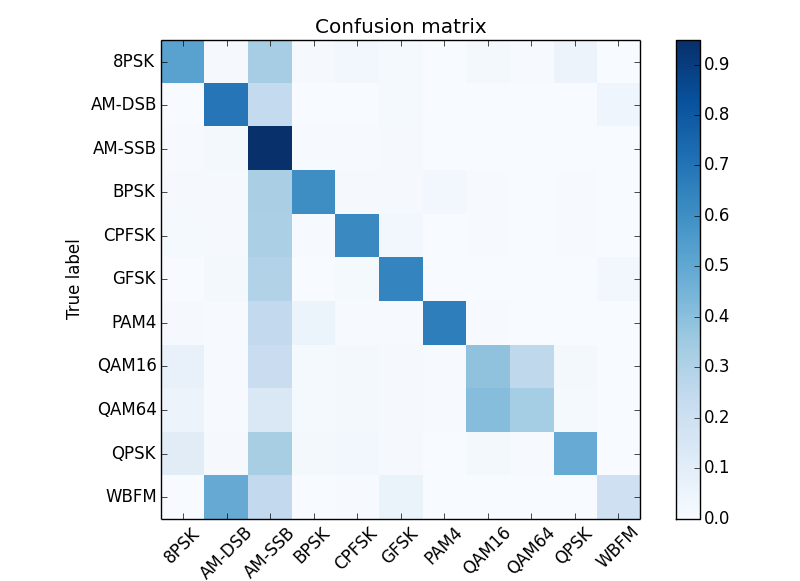 Confusion matrix
True label
8PSK
AM-DSB
AM-SSB
BPSK
CPFSK
GFSK
PAM4
QAM16
QAM64
QPSK
WBFM
8PSK
AM-DSB
AM-SSB
BPSK
CPFSK
GFSK
PAM4
QAM16
QAM64
QPSK
WBFM
0.9
0.8
0.7
0.6
0.5
0.4
0.3
0.2
0.1
0.0